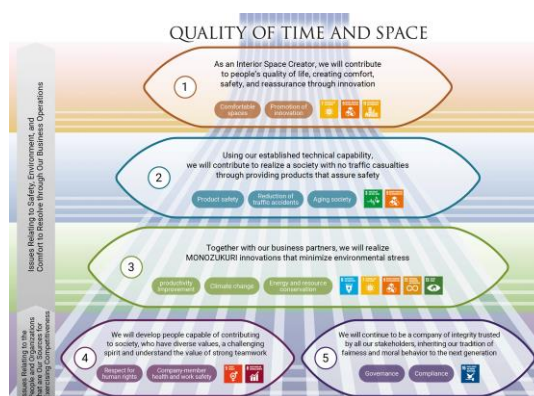 QUALITY OF TIME AND SPACE
Issues Relating to Safety, Environment, and
Comfort to Resolve through Our Business Operations
1
As an Interior Space Creator, we will contribute
to people's quality of life, creating comfort,
safety, and reassurance through innovation
Comfortable
spaces
Promotion of
innovation
2
Using our established technical capability,
we will contribute to realize a society with no traffic casualties
through providing products that assure safety
Product safety
Reduction of
traffic accidents
Aging society
3
Together with our business partners, we will realize
MONOZUKURI innovations that minimize environmental stress
productivity
Improvement
Climate change
Energy and resource
conservation
Issues Relating to the
People and Organizations
that are Our Sources for
Exercising Competitiveness
4
We will develop people capable of contributing
to society, who have diverse values, a challenging
spirit and understand the value of strong teamwork
Respect for
human rights
Company-member
health and work safety
5
We will continue to be a company of integrity trusted
by all our stakeholders, inheriting our tradition of
fairness and moral behavior to the next generation
Governance
Compliance